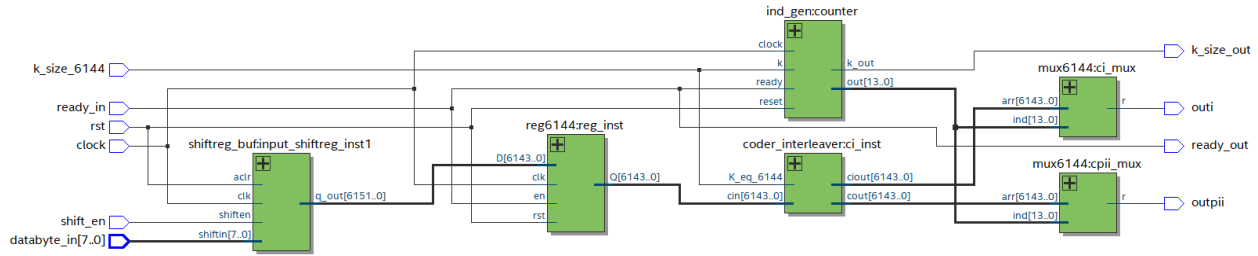 ind_gen:counter
clock
k
ready
reset
k_out
out[13..0]
k_size_6144
ready_in
rst
clock
shift_en
databyte_in[7..0]
shiftreg_buf:input_shiftreg_inst1
aclr
clk
shiften
shiftin[7..0]
q_out[6151..0]
reg6144:reg_inst
D[6143..0]
clk
en
rst
Q[6143..0]
coder_interleaver:ci_inst
K_eq_6144
cin[6143..0]
ciout[6143..0]
cout[6143..0]
mux6144:ci_mux
arr[6143..0]
ind[13..0]
r
mux6144:cpii_mux
arr[6143..0]
ind[13..0]
r
k_size_out
outi
ready_out
outpii